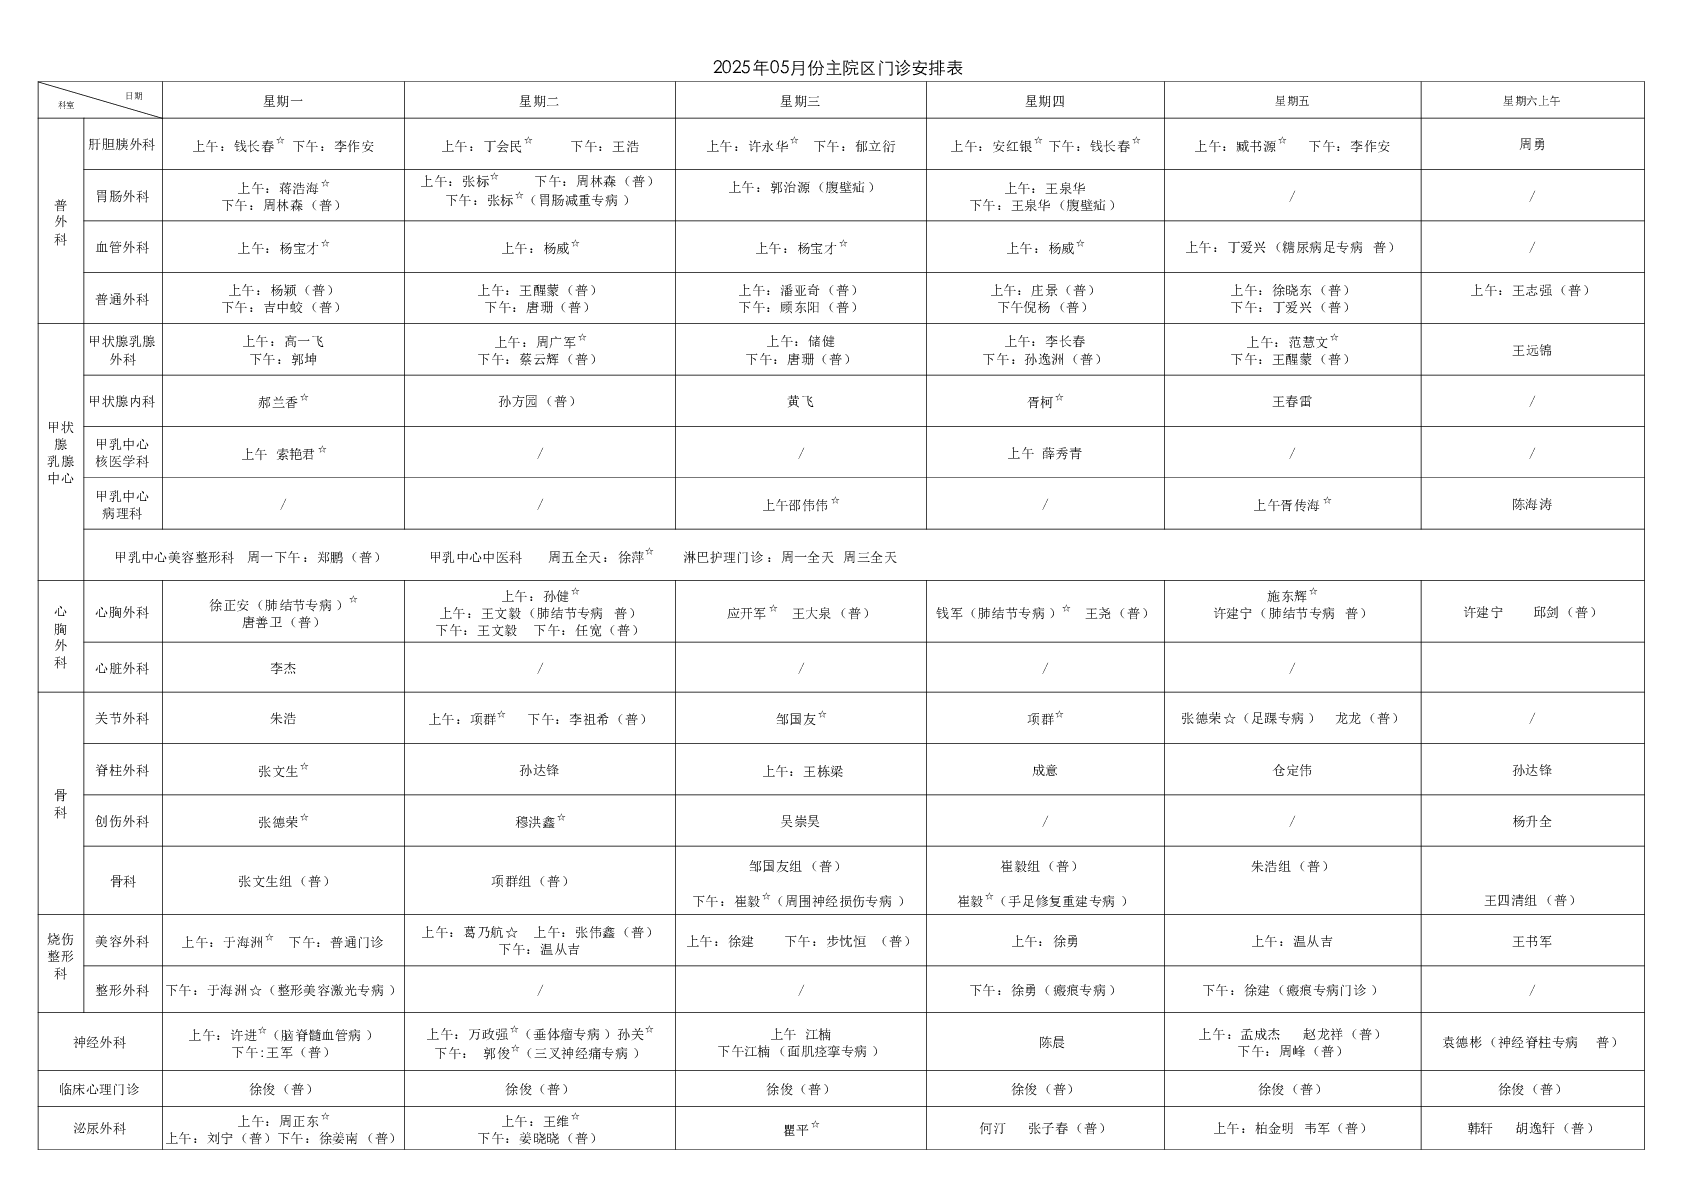 2025年05月份主院区门诊安排表
日期
科室
星期一 星期二 星期三 星期四 星期五 星期六上午
普外科
肝胆胰外科 上午：钱长春☆ 下午：李作安 上午：丁会民☆ 下午：王浩 上午：许永华☆ 下午：郁立衍 上午：安红银☆ 下午：钱长春☆ 上午：臧书源☆ 下午：李作安 周勇
胃肠外科 上午：蒋浩海☆
下午：周林森（普） 上午：张标☆ 下午：周林森（普）
下午：张标☆（胃肠减重专病） 上午：郭治源（腹壁疝） 上午：王泉华
下午：王泉华（腹壁疝） / /
血管外科 上午：杨宝才☆ 上午：杨威☆ 上午：杨宝才☆ 上午：杨威☆ 上午：丁爱兴（糖尿病足专病 普） /
普通外科 上午：杨颖（普）
下午：吉中蛟（普） 上午：王醒蒙（普）
下午：唐珊（普） 上午：潘亚奇（普）
下午：顾东阳（普） 上午：庄景（普）
下午倪杨（普） 上午：徐晓东（普）
下午：丁爱兴（普） 上午：王志强（普）
甲状腺乳腺中心
甲状腺乳腺
外科 上午：高一飞
下午：郭坤 上午：周广军☆
下午：蔡云辉（普） 上午：储健
下午：唐珊（普） 上午：李长春
下午：孙逸洲（普） 上午：范慧文☆
下午：王醒蒙（普） 王远锦
甲状腺内科 郝兰香☆ 孙方园（普） 黄飞 胥柯☆ 王春雷 /
甲乳中心
核医学科 上午 索艳君☆ / / 上午 薛秀青 / /
甲乳中心
病理科 / / 上午邵伟伟☆ / 上午胥传海☆ 陈海涛
甲乳中心美容整形科 周一下午：郑鹏（普） 甲乳中心中医科 周五全天：徐萍☆ 淋巴护理门诊：周一全天 周三全天
心胸外科
心胸外科 徐正安（肺结节专病）☆
唐善卫（普） 上午：孙健☆
上午：王文毅（肺结节专病 普）
下午：王文毅 下午：任宽（普） 应开军☆ 王大泉（普） 钱军（肺结节专病）☆ 王尧（普） 施东辉☆
许建宁（肺结节专病 普） 许建宁 邱剑（普）
心脏外科 李杰 / / / /
骨科
关节外科 朱浩 上午：项群☆ 下午：李祖希（普） 邹国友☆ 项群☆ 张德荣☆（足踝专病） 龙龙（普） /
脊柱外科 张文生☆ 孙达锋 上午：王栋梁 成意 仓定伟 孙达锋
创伤外科 张德荣☆ 穆洪鑫☆ 吴崇昊 / / 杨升全
骨科 张文生组（普） 项群组（普） 邹国友组（普）
下午：崔毅☆（周围神经损伤专病） 崔毅组（普）
崔毅☆（手足修复重建专病） 朱浩组（普） 王四清组（普）
烧伤整形科
美容外科 上午：于海洲☆ 下午：普通门诊 上午：葛乃航☆ 上午：张伟鑫（普）
下午：温从吉 上午：徐建 下午：步忱恒 （普） 上午：徐勇 上午：温从吉 王书军
整形外科 下午：于海洲☆（整形美容激光专病） / / 下午：徐勇（瘢痕专病） 下午：徐建（瘢痕专病门诊） /
神经外科 上午：许进☆（脑脊髓血管病）
下午:王军（普） 上午：万政强☆（垂体瘤专病）孙关☆
下午： 郭俊☆（三叉神经痛专病） 上午 江楠
下午江楠（面肌痉挛专病） 陈晨 上午：孟成杰 赵龙祥（普）
下午：周峰（普） 袁德彬（神经脊柱专病 普）
临床心理门诊 徐俊（普） 徐俊（普） 徐俊（普） 徐俊（普） 徐俊（普） 徐俊（普）
泌尿外科 上午：周正东☆
上午：刘宁（普）下午：徐姜南（普） 上午：王维☆
下午：姜晓晓（普） 瞿平☆ 何汀 张子春（普） 上午：柏金明 韦军（普） 韩轩 胡逸轩（普）